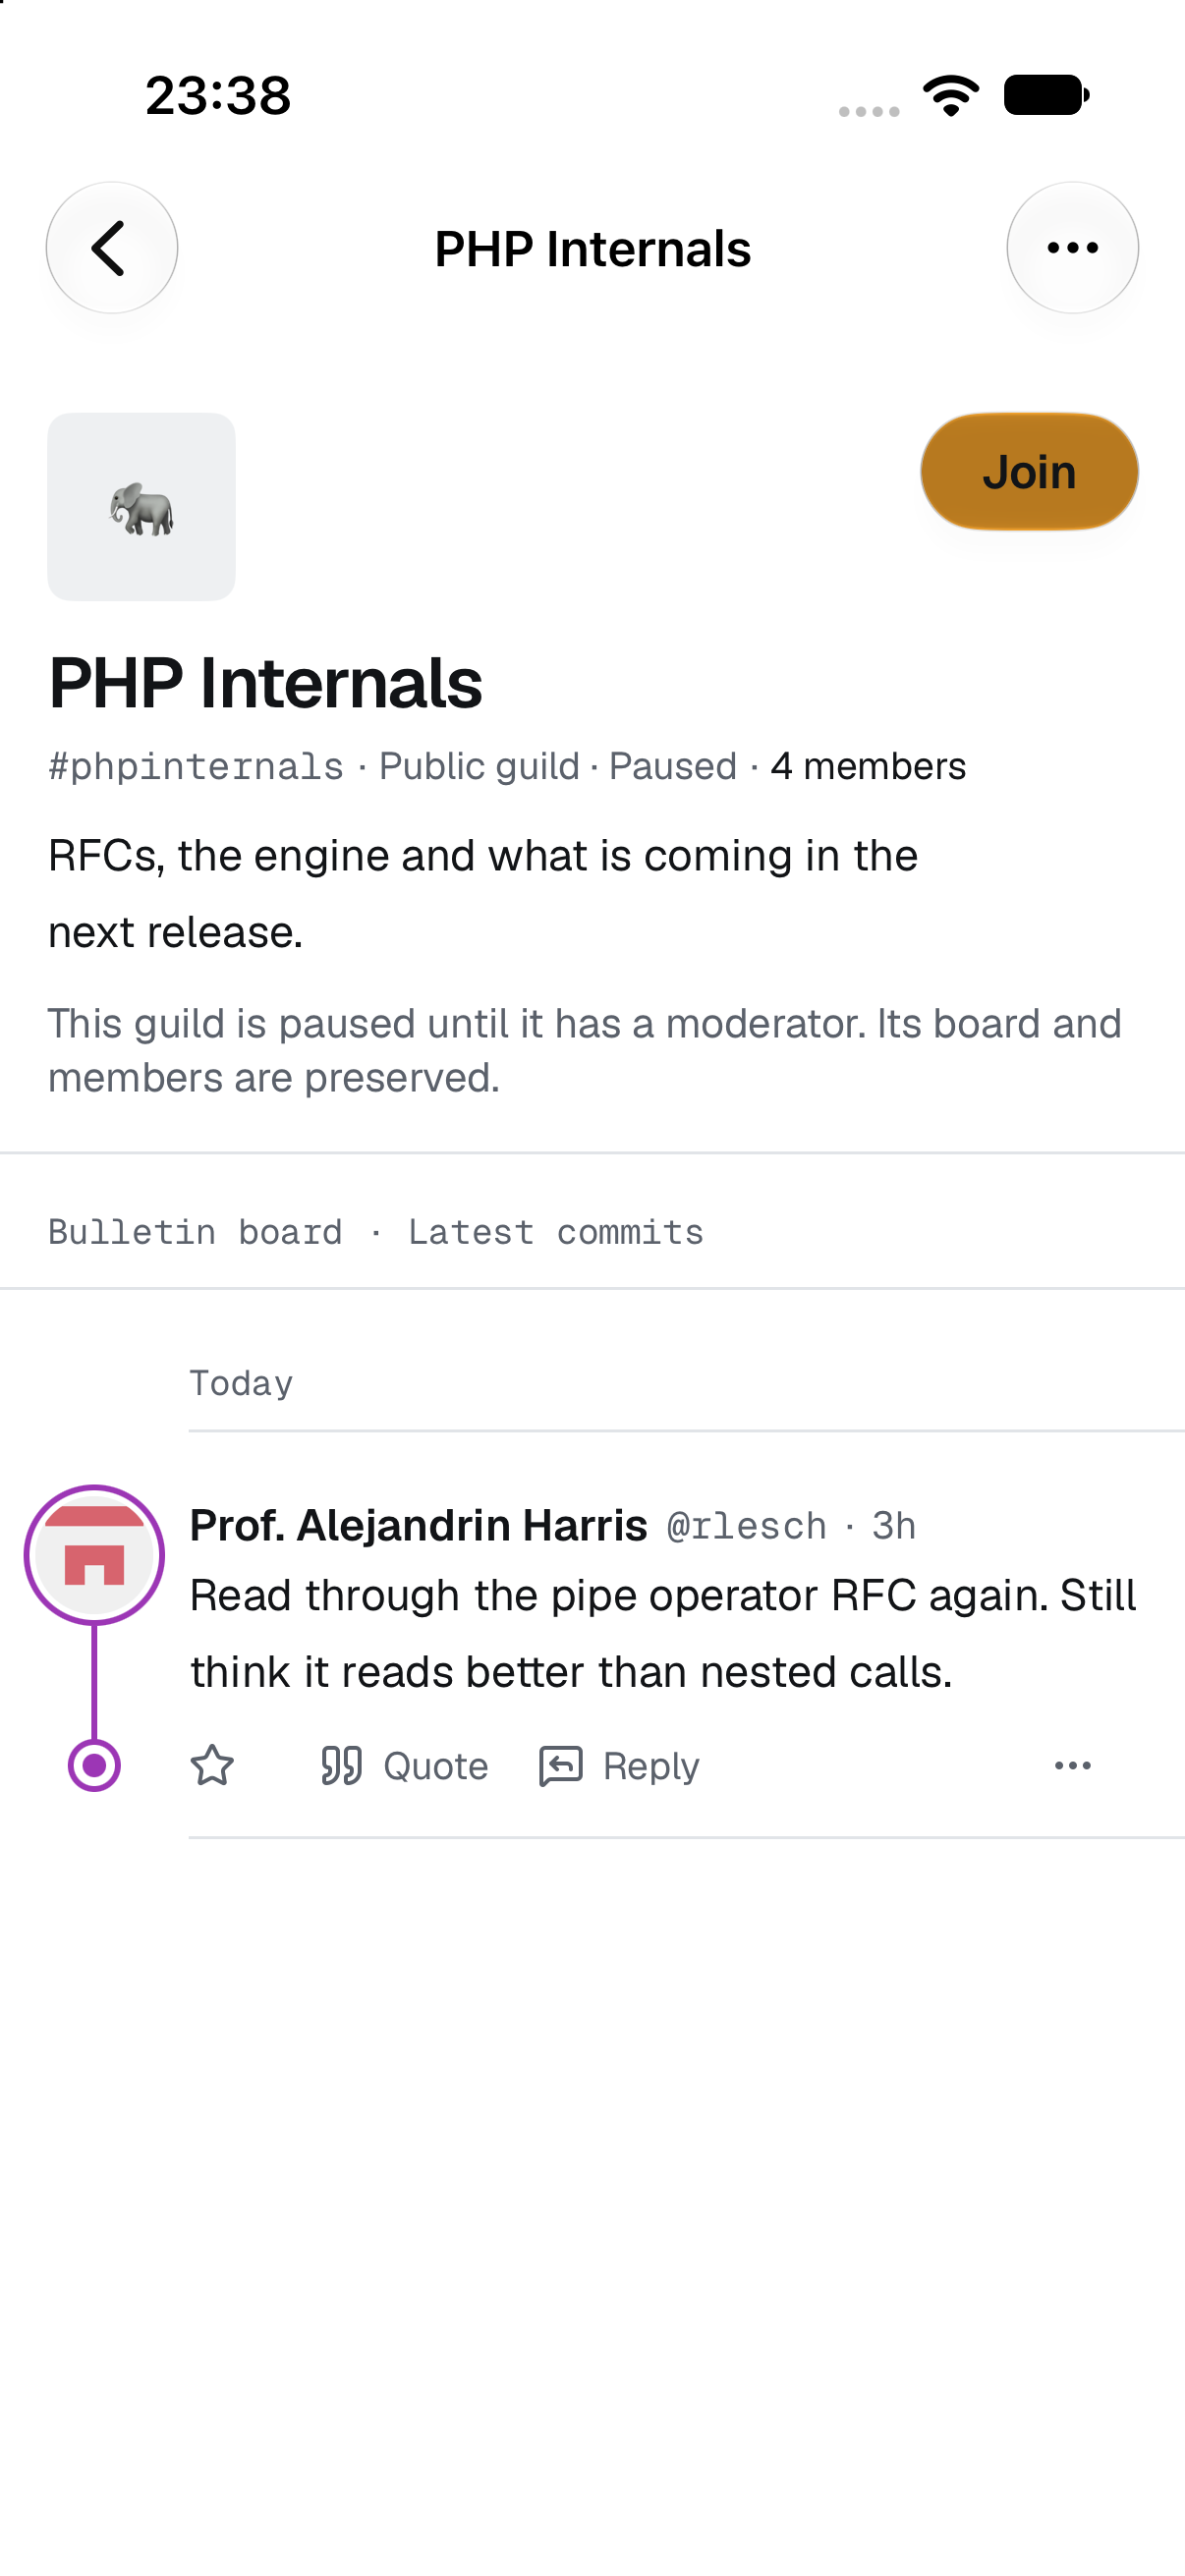 23:38
PHP Internals
Join
PHP Internals
#phpinternals · Public guild · Paused · 4 members
RFCs, the engine and what is coming in the
next release.
This guild is paused until it has a moderator. Its board and
members are preserved.
Bulletin board · Latest commits
Today
Prof. Alejandrin Harris @rlesch · 3h
Read through the pipe operator RFC again. Still
think it reads better than nested calls.
Quote Reply